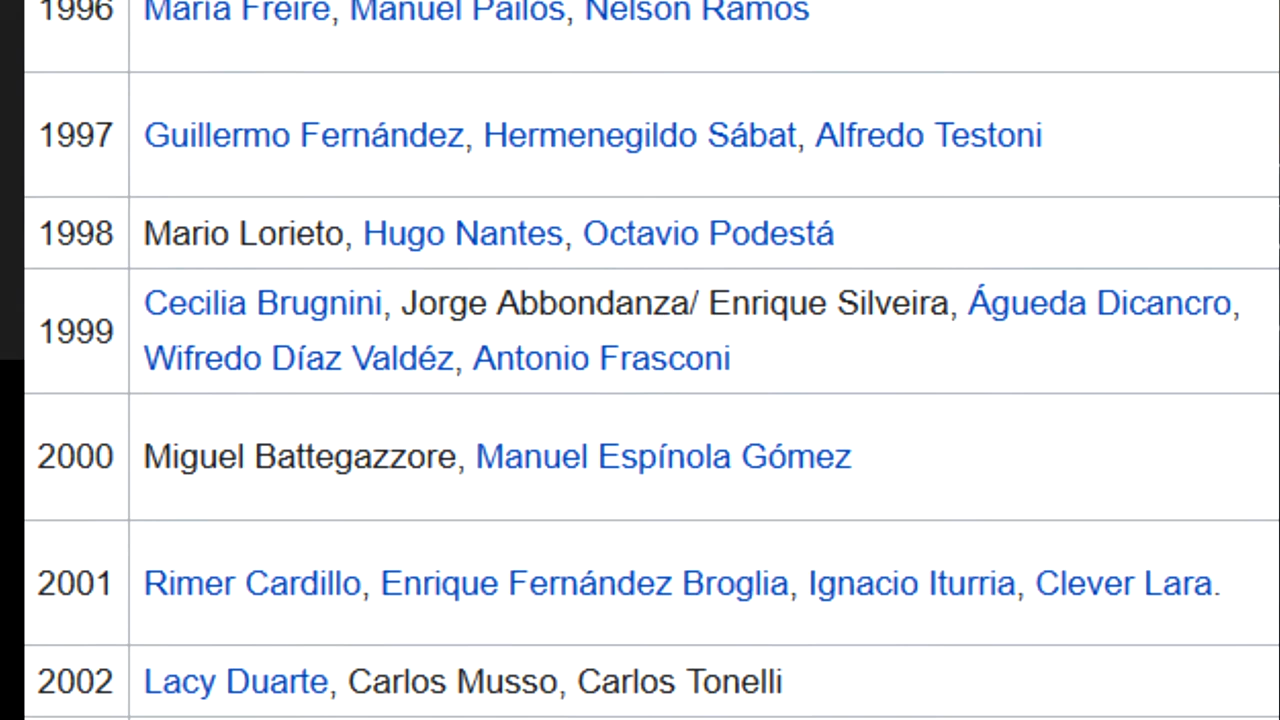 1996 María Freire, Manuel Pailós, Nelson Ramos
1997 Guillermo Fernández, Hermenegildo Sábat, Alfredo Testoni
1998 Mario Lorieto, Hugo Nantes, Octavio Podestá
1999 Cecilia Brugnini, Jorge Abbondanza/ Enrique Silveira, Águeda Dicancro,
Wifredo Díaz Valdéz, Antonio Frasconi
2000 Miguel Battegazzore, Manuel Espínola Gómez
2001 Rimer Cardillo, Enrique Fernández Broglia, Ignacio Iturria, Clever Lara.
2002 Lacy Duarte, Carlos Musso, Carlos Tonelli